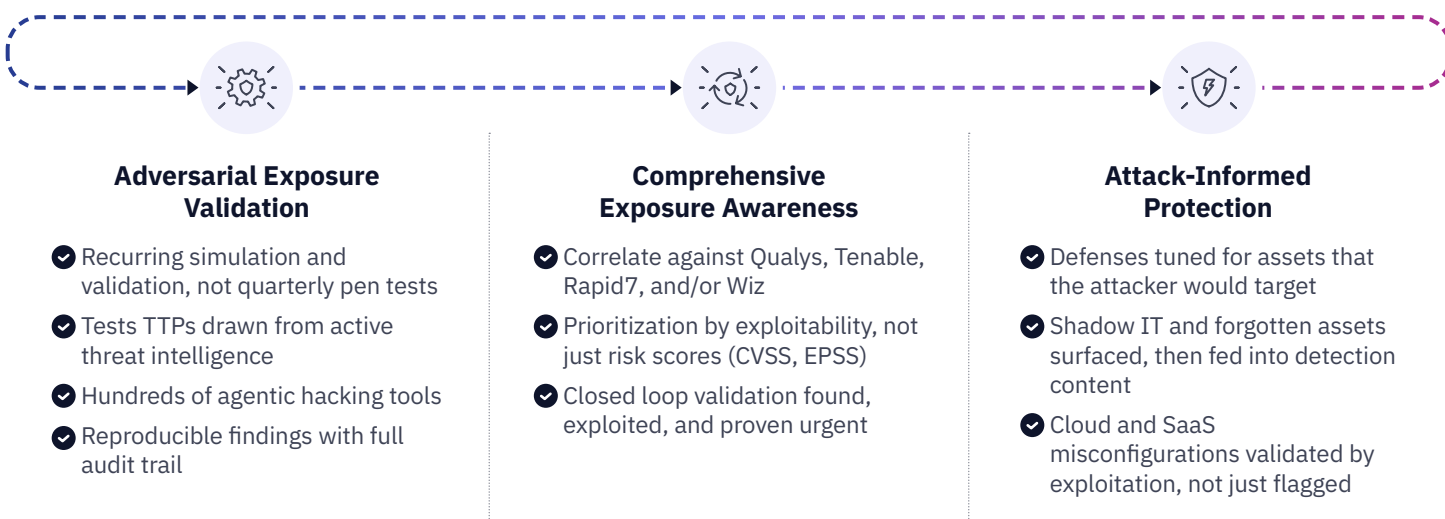 Adversarial Exposure
Validation
Recurring simulation and
validation, not quarterly pen tests
Tests TTPs drawn from active
threat intelligence
Hundreds of agentic hacking tools
Reproducible findings with full
audit trail
Comprehensive
Exposure Awareness
Correlate against Qualys, Tenable,
Rapid7, and/or Wiz
Prioritization by exploitability, not
just risk scores (CVSS, EPSS)
Closed loop validation found,
exploited, and proven urgent
Attack-Informed
Protection
Defenses tuned for assets that
the attacker would target
Shadow IT and forgotten assets
surfaced, then fed into detection
content
Cloud and SaaS
misconfigurations validated by
exploitation, not just flagged